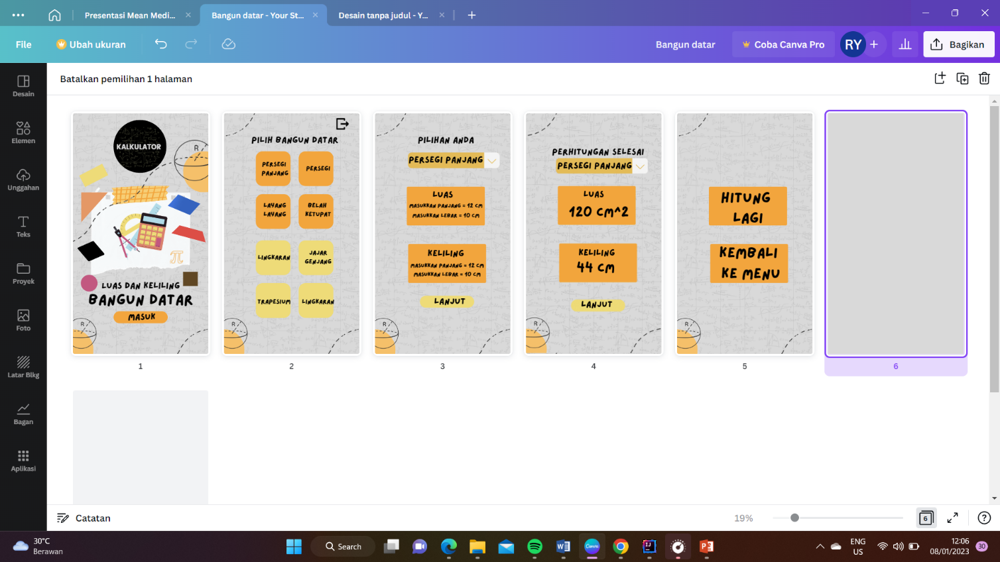 Presentasi Mean Medi...
Bangun datar - Your St...
Desain tanpa judul - Y...
File
Ubah ukuran
Bangun datar
Coba Canva Pro
RY
Bagikan
Batalkan pemilihan 1 halaman
Desain
Elemen
Unggahan
Teks
Proyek
Foto
Latar Blkg
Bagan
Aplikasi
KALKULATOR
R
π
LUAS DAN KELILING
BANGUN DATAR
MASUK
R
1
PILIH BANGUN DATAR
PERSEGI
PANJANG
PERSEGI
LAYANG
LAYANG
BELAH
KETUPAT
LINGKARAN
JAJAR
GENJANG
TRAPESIUM
LINGKARAN
R
2
PILIHAN ANDA
PERSEGI PANJANG
LUAS
MASUKKAN PANJANG = 12 CM
MASUKKAN LEBAR = 10 CM
KELILING
MASUKKAN PANJANG = 12 CM
MASUKKAN LEBAR = 10 CM
LANJUT
R
3
PERHITUNGAN SELESAI
PERSEGI PANJANG
LUAS
120 CM^2
KELILING
44 CM
LANJUT
R
4
HITUNG
LAGI
KEMBALI
KE MENU
R
5
6
Catatan
19%
6
30°C
Berawan
Search
Canva
ENG
US
12:06
08/01/2023
30